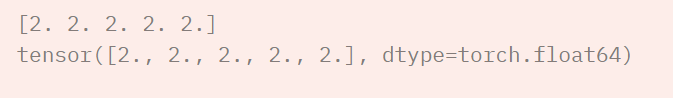 [2. 2. 2. 2. 2.]
tensor([2., 2., 2., 2., 2.], dtype=torch.float64)